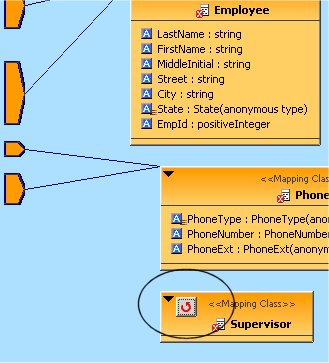 Employee
LastName : string
FirstName : string
MiddleInitial : string
Street : string
City : string
State : State(anonymous type)
EmpId : positiveInteger
<<Mapping Clas
Phone
PhoneType : PhoneType(anon
PhoneNumber : PhoneNumbe
PhoneExt : PhoneExt(anonym
<<Mapping Class>>
Supervisor